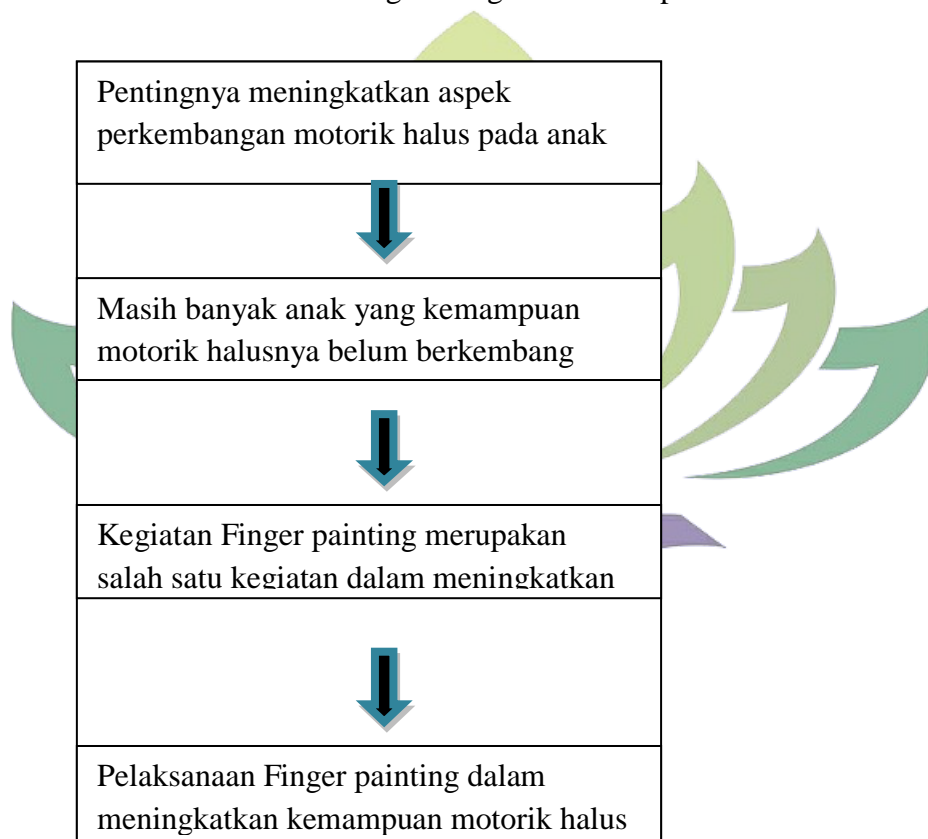 Pentingnya meningkatkan aspek
perkembangan motorik halus pada anak
Masih banyak anak yang kemampuan
motorik halusnya belum berkembang
Kegiatan Finger painting merupakan
salah satu kegiatan dalam meningkatkan
Pelaksanaan Finger painting dalam
meningkatkan kemampuan motorik halus